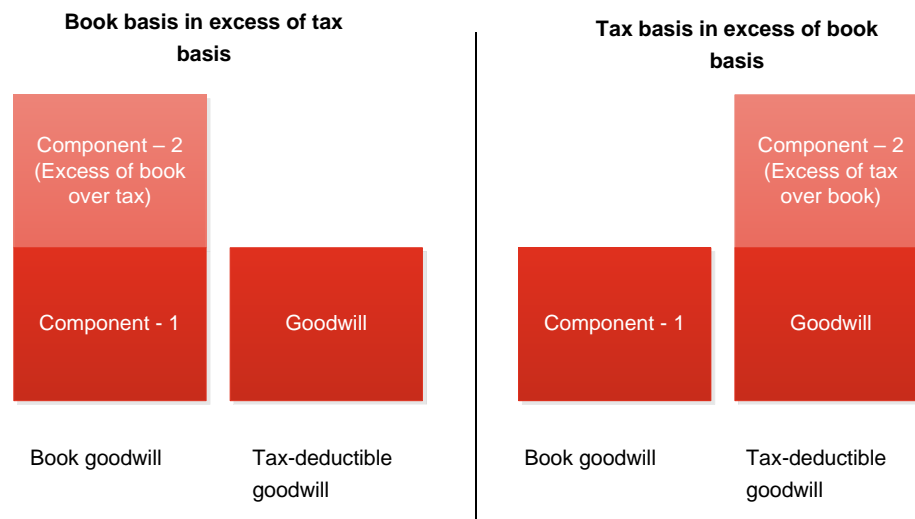 Book basis in excess of tax
basis
Component – 2
(Excess of book
over tax)
Component - 1
Goodwill
Book goodwill
Tax-deductible
goodwill
Tax basis in excess of book
basis
Component – 2
(Excess of tax
over book)
Component - 1
Goodwill
Book goodwill
Tax-deductible
goodwill